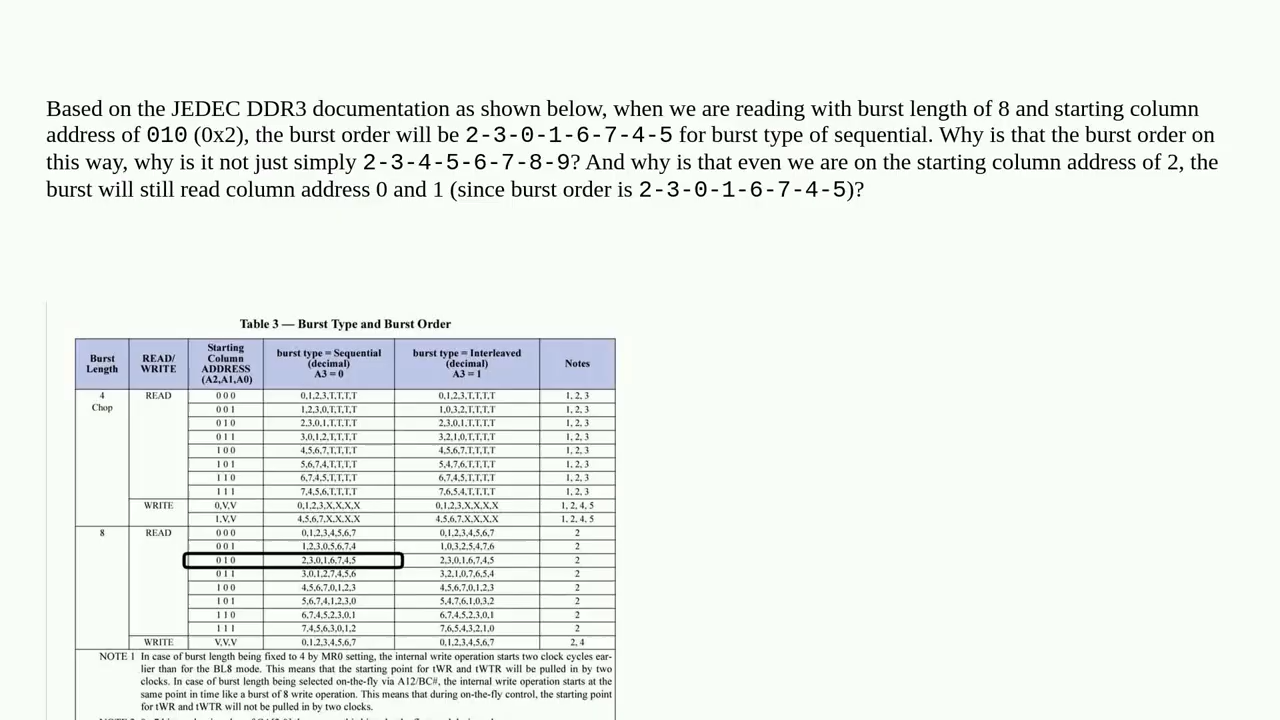 Based on the JEDEC DDR3 documentation as shown below, when we are reading with burst length of 8 and starting column
address of 010 (0x2), the burst order will be 2-3-0-1-6-7-4-5 for burst type of sequential. Why is that the burst order on
this way, why is it not just simply 2-3-4-5-6-7-8-9? And why is that even we are on the starting column address of 2, the
burst will still read column address 0 and 1 (since burst order is 2-3-0-1-6-7-4-5)?
Table 3 — Burst Type and Burst Order
Burst Length READ/ WRITE Starting Column ADDRESS (A2,A1,A0) burst type = Sequential (decimal) A3 = 0 burst type = Interleaved (decimal) A3 = 1 Notes
4 Chop READ 0 0 0 0,1,2,3,T,T,T,T 0,1,2,3,T,T,T,T 1, 2, 3
0 0 1 1,2,3,0,T,T,T,T 1,0,3,2,T,T,T,T 1, 2, 3
0 1 0 2,3,0,1,T,T,T,T 2,3,0,1,T,T,T,T 1, 2, 3
0 1 1 3,0,1,2,T,T,T,T 3,2,1,0,T,T,T,T 1, 2, 3
1 0 0 4,5,6,7,T,T,T,T 4,5,6,7,T,T,T,T 1, 2, 3
1 0 1 5,6,7,4,T,T,T,T 5,4,7,6,T,T,T,T 1, 2, 3
1 1 0 6,7,4,5,T,T,T,T 6,7,4,5,T,T,T,T 1, 2, 3
1 1 1 7,4,5,6,T,T,T,T 7,6,5,4,T,T,T,T 1, 2, 3
WRITE 0,V,V 0,1,2,3,X,X,X,X 0,1,2,3,X,X,X,X 1, 2, 4, 5
1,V,V 4,5,6,7,X,X,X,X 4,5,6,7,X,X,X,X 1, 2, 4, 5
8 READ 0 0 0 0,1,2,3,4,5,6,7 0,1,2,3,4,5,6,7 2
0 0 1 1,2,3,0,5,6,7,4 1,0,3,2,5,4,7,6 2
0 1 0 2,3,0,1,6,7,4,5 2,3,0,1,6,7,4,5 2
0 1 1 3,0,1,2,7,4,5,6 3,2,1,0,7,6,5,4 2
1 0 0 4,5,6,7,0,1,2,3 4,5,6,7,0,1,2,3 2
1 0 1 5,6,7,4,1,2,3,0 5,4,7,6,1,0,3,2 2
1 1 0 6,7,4,5,2,3,0,1 6,7,4,5,2,3,0,1 2
1 1 1 7,4,5,6,3,0,1,2 7,6,5,4,3,2,1,0 2
WRITE V,V,V 0,1,2,3,4,5,6,7 0,1,2,3,4,5,6,7 2, 4
NOTE 1 In case of burst length being fixed to 4 by MR0 setting, the internal write operation starts two clock cycles ear-
lier than for the BL8 mode. This means that the starting point for tWR and tWTR will be pulled in by two
clocks. In case of burst length being selected on-the-fly via A12/BC#, the internal write operation starts at the
same point in time like a burst of 8 write operation. This means that during on-the-fly control, the starting point
for tWR and tWTR will not be pulled in by two clocks.